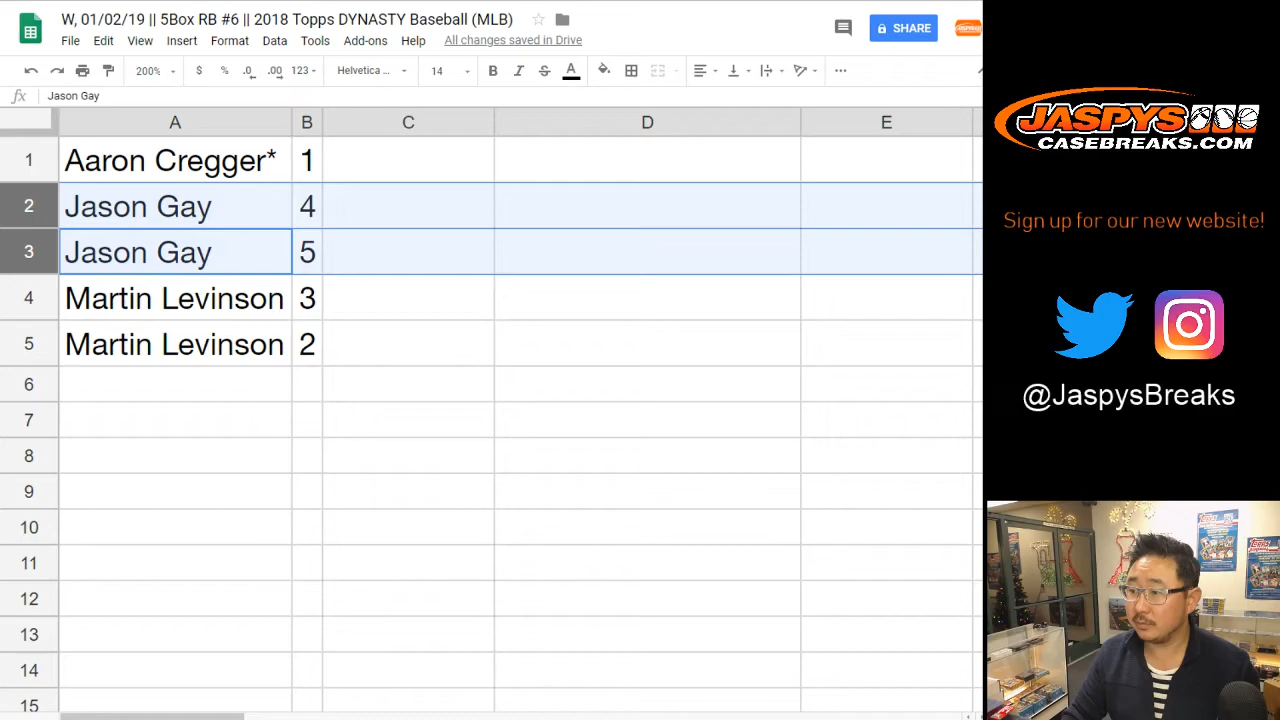 W, 01/02/19 || 5Box RB #6 || 2018 Topps DYNASTY Baseball (MLB)
SHARE
File Edit View Insert Format Tools Add-ons Help All changes saved in Drive
200% $ % .0 .00 123 Helvetica ... 14 B I S A
fx Jason Gay
A B C D E
1 Aaron Cregger* 1
2 Jason Gay 4
3 Jason Gay 5
4 Martin Levinson 3
5 Martin Levinson 2
6
7
8
9
10
11
12
13
14
15
JASPYS
CASEBREAKS.COM
Sign up for our new website!
@JaspysBreaks
topps
topps